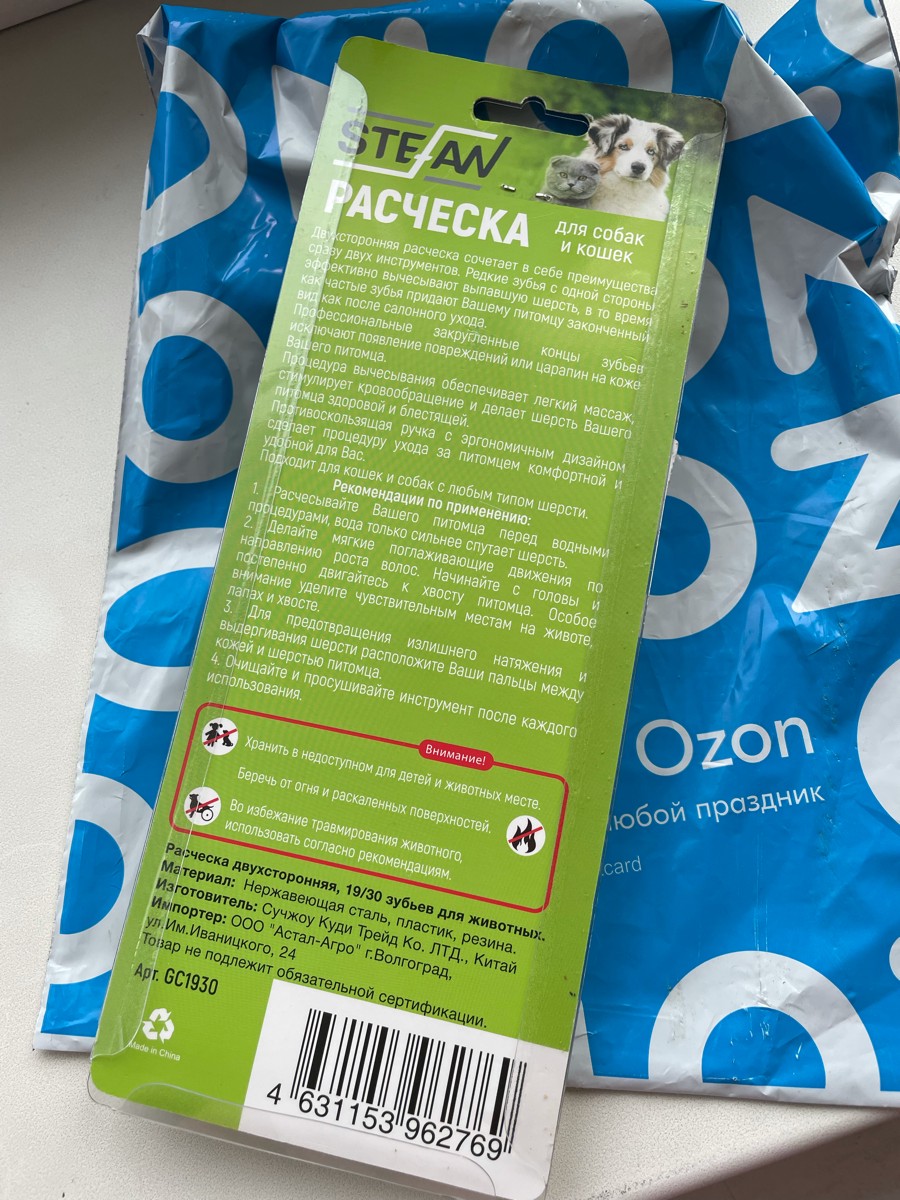 STEFAN
РАСЧЕСКА
для собак
и кошек
Двухсторонняя расческа сочетает в себе преимущества
сразу двух инструментов. Редкие зубья с одной стороны
эффективно вычесывают выпавшую шерсть, в то время
как частые зубья придают Вашему питомцу законченный
вид как после салонного ухода.
Профессиональные закругленные концы зубьев
исключают появление повреждений или царапин на коже
Вашего питомца.
Процедура вычесывания обеспечивает легкий массаж,
стимулирует кровообращение и делает шерсть Вашего
питомца здоровой и блестящей.
Противоскользящая ручка с эргономичным дизайном
сделает процедуру ухода за питомцем комфортной и
удобной для Вас.
Подходит для кошек и собак с любым типом шерсти.
Рекомендации по применению:
1. Расчесывайте Вашего питомца перед водными
процедурами, вода только сильнее спутает шерсть.
2. Делайте мягкие поглаживающие движения по
направлению роста волос. Начинайте с головы и
постепенно двигайтесь к хвосту питомца. Особое
внимание уделите чувствительным местам на животе,
лапах и хвосте.
3. Для предотвращения излишнего натяжения и
выдергивания шерсти расположите Ваши пальцы между
кожей и шерстью питомца.
4. Очищайте и просушивайте инструмент после каждого
использования.
Внимание!
Хранить в недоступном для детей и животных месте.
Беречь от огня и раскаленных поверхностей.
Во избежание травмирования животного,
использовать согласно рекомендациям.
Расческа двухсторонняя, 19/30 зубьев для животных.
Материал: Нержавеющая сталь, пластик, резина.
Изготовитель: Сучжоу Куди Трейд Ко. ЛТД., Китай
Импортер: ООО "Астал-Агро" г.Волгоград,
ул.Им.Иваницкого, 24
Товар не подлежит обязательной сертификации.
Арт. GC1930
Made in China
4 631153 962769
Ozon
любой праздник
.card